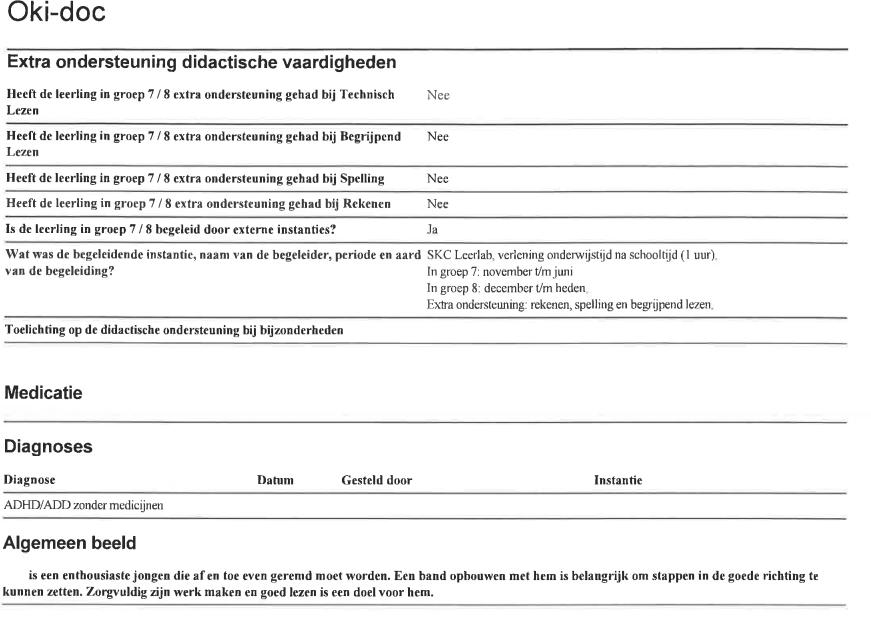 Oki-doc
Extra ondersteuning didactische vaardigheden
Heeft de leerling in groep 7 / 8 extra ondersteuning gehad bij Technisch Lezen Nee
Heeft de leerling in groep 7 / 8 extra ondersteuning gehad bij Begrijpend Lezen Nee
Heeft de leerling in groep 7 / 8 extra ondersteuning gehad bij Spelling Nee
Heeft de leerling in groep 7 / 8 extra ondersteuning gehad bij Rekenen Nee
Is de leerling in groep 7 / 8 begeleid door externe instanties? Ja
Wat was de begeleidende instantie, naam van de begeleider, periode en aard van de begeleiding?
SKC Leerlab, verlening onderwijstijd na schooltijd (1 uur).
In groep 7: november t/m juni
In groep 8: december t/m heden.
Extra ondersteuning: rekenen, spelling en begrijpend lezen.
Toelichting op de didactische ondersteuning bij bijzonderheden
Medicatie
Diagnoses
Diagnose Datum Gesteld door Instantie
ADHD/ADD zonder medicijnen
Algemeen beeld
is een enthousiaste jongen die af en toe even geremd moet worden. Een band opbouwen met hem is belangrijk om stappen in de goede richting te
kunnen zetten. Zorgvuldig zijn werk maken en goed lezen is een doel voor hem.